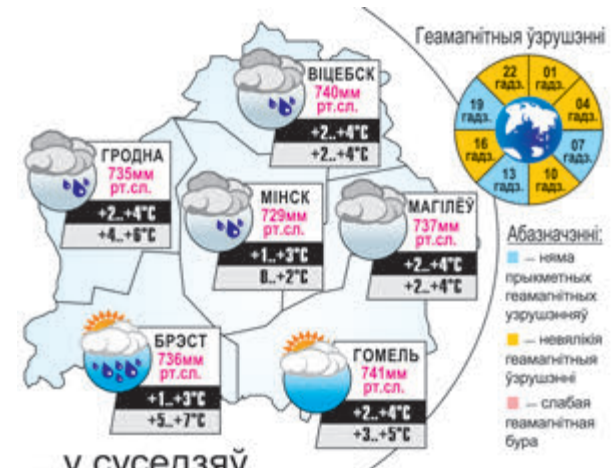 Геамагнітныя ўзрушэнні
22 гадз.
01 гадз.
04 гадз.
07 гадз.
10 гадз.
13 гадз.
16 гадз.
19 гадз.
ВІЦЕБСК
740мм
рт.сл.
+2..+4°C
+2..+4°C
ГРОДНА
735мм
рт.сл.
+2..+4°C
+4..+6°C
МІНСК
729мм
рт.сл.
+1..+3°C
0..+2°C
МАГІЛЁЎ
737мм
рт.сл.
+2..+4°C
+2..+4°C
Абазначэнні:
– няма
прыкметных
геамагнітных
узрушэнняў
– невялікія
геамагнітныя
ўзрушэнні
– слабая
геамагнітная
бура
БРЭСТ
736мм
рт.сл.
+1..+3°C
+5..+7°C
ГОМЕЛЬ
741мм
рт.сл.
+2..+4°C
+3..+5°C
у суседзяў